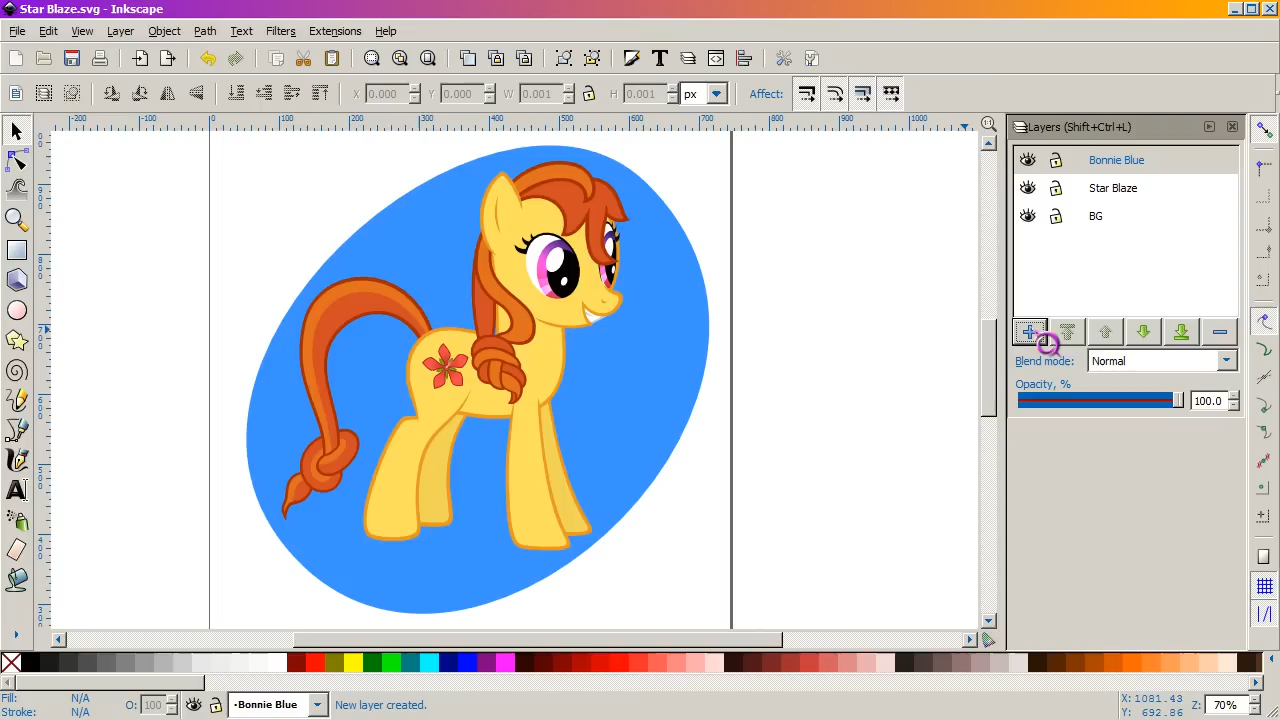 Star Blaze.svg - Inkscape
File Edit View Layer Object Path Text Filters Extensions Help
X 0.000 Y 0.000 W 0.001 H 0.001 px Affect:
-200 -100 0 100 200 300 400 500 600 700 800 900 1000
Layers (Shift+Ctrl+L)
Bonnie Blue
Star Blaze
BG
Blend mode: Normal
Opacity, %
100.0
Fill: N/A
Stroke: N/A
O: 100
Bonnie Blue
New layer created.
X: 1081.43
Y: 692.86
Z: 70%